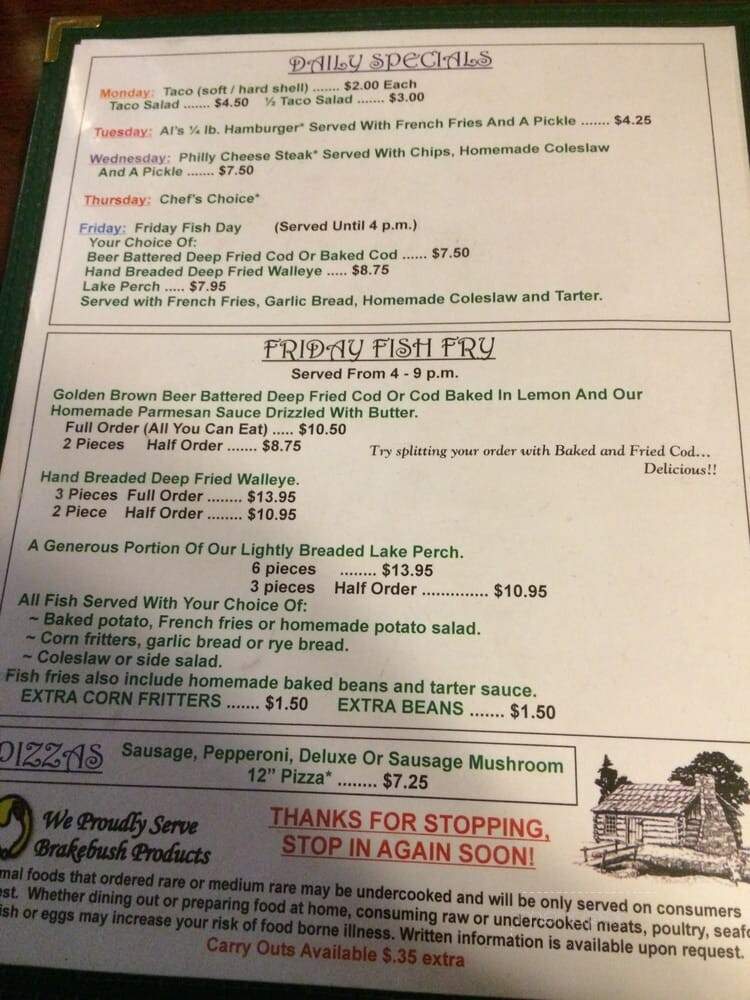 DAILY SPECIALS
Monday: Taco (soft / hard shell) ....... $2.00 Each
Taco Salad ....... $4.50 ½ Taco Salad ....... $3.00
Tuesday: Al's ¼ lb. Hamburger* Served With French Fries And A Pickle ....... $4.25
Wednesday: Philly Cheese Steak* Served With Chips, Homemade Coleslaw
And A Pickle ....... $7.50
Thursday: Chef's Choice*
Friday: Friday Fish Day (Served Until 4 p.m.)
Your Choice Of:
Beer Battered Deep Fried Cod Or Baked Cod ...... $7.50
Hand Breaded Deep Fried Walleye ..... $8.75
Lake Perch ..... $7.95
Served with French Fries, Garlic Bread, Homemade Coleslaw and Tarter.
FRIDAY FISH FRY
Served From 4 - 9 p.m.
Golden Brown Beer Battered Deep Fried Cod Or Cod Baked In Lemon And Our
Homemade Parmesan Sauce Drizzled With Butter.
Full Order (All You Can Eat) ..... $10.50
2 Pieces Half Order ....... $8.75
Try splitting your order with Baked and Fried Cod...
Delicious!!
Hand Breaded Deep Fried Walleye.
3 Pieces Full Order ........ $13.95
2 Piece Half Order ........ $10.95
A Generous Portion Of Our Lightly Breaded Lake Perch.
6 pieces ........ $13.95
3 pieces Half Order .............. $10.95
All Fish Served With Your Choice Of:
~ Baked potato, French fries or homemade potato salad.
~ Corn fritters, garlic bread or rye bread.
~ Coleslaw or side salad.
Fish fries also include homemade baked beans and tarter sauce.
EXTRA CORN FRITTERS ....... $1.50 EXTRA BEANS ....... $1.50
PIZZAS Sausage, Pepperoni, Deluxe Or Sausage Mushroom
12” Pizza* ........ $7.25
We Proudly Serve
Brakebush Products
THANKS FOR STOPPING,
STOP IN AGAIN SOON!
foods that ordered rare or medium rare may be undercooked and will be only served on consumers
Whether dining out or preparing food at home, consuming raw or undercooked meats, poultry,
or eggs may increase your risk of food borne illness. Written information is available upon request.
Carry Outs Available $.35 extra